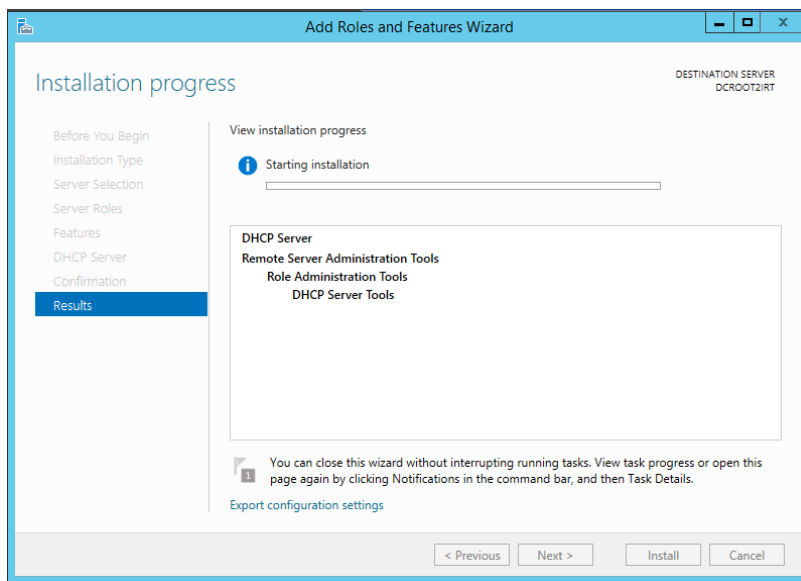 Add Roles and Features Wizard
Installation progress
DESTINATION SERVER
DCROOT2IRT
Before You Begin
Installation Type
Server Selection
Server Roles
Features
DHCP Server
Confirmation
Results
View installation progress
Starting installation
DHCP Server
Remote Server Administration Tools
Role Administration Tools
DHCP Server Tools
1
You can close this wizard without interrupting running tasks. View task progress or open this
page again by clicking Notifications in the command bar, and then Task Details.
Export configuration settings
< Previous
Next >
Install
Cancel